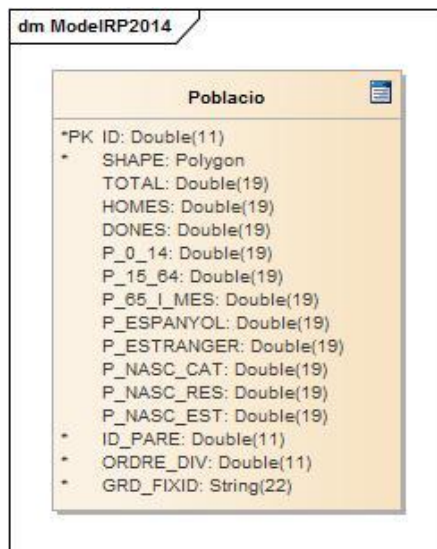 dm ModelRP2014
Poblacio
*PK ID: Double(11)
* SHAPE: Polygon
TOTAL: Double(19)
HOMES: Double(19)
DONES: Double(19)
P_0_14: Double(19)
P_15_64: Double(19)
P_65_I_MES: Double(19)
P_ESPANYOL: Double(19)
P_ESTRANGER: Double(19)
P_NASC_CAT: Double(19)
P_NASC_RES: Double(19)
P_NASC_EST: Double(19)
* ID_PARE: Double(11)
* ORDRE_DIV: Double(11)
* GRD_FIXID: String(22)